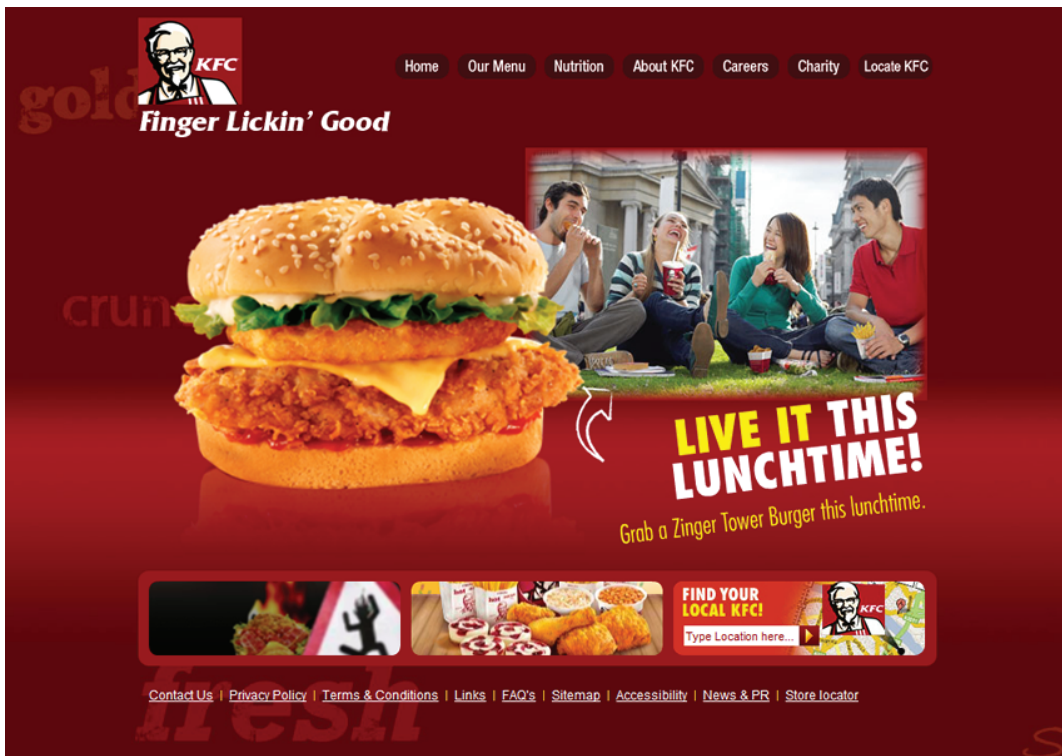 KFC
Finger Lickin' Good
Home
Our Menu
Nutrition
About KFC
Careers
Charity
Locate KFC
gold
crun
LIVE IT THIS
LUNCHTIME!
Grab a Zinger Tower Burger this lunchtime.
FIND YOUR
LOCAL KFC!
Type Location here...
KFC
fresh
Contact Us | Privacy Policy | Terms & Conditions | Links | FAQ's | Sitemap | Accessibility | News & PR | Store locator